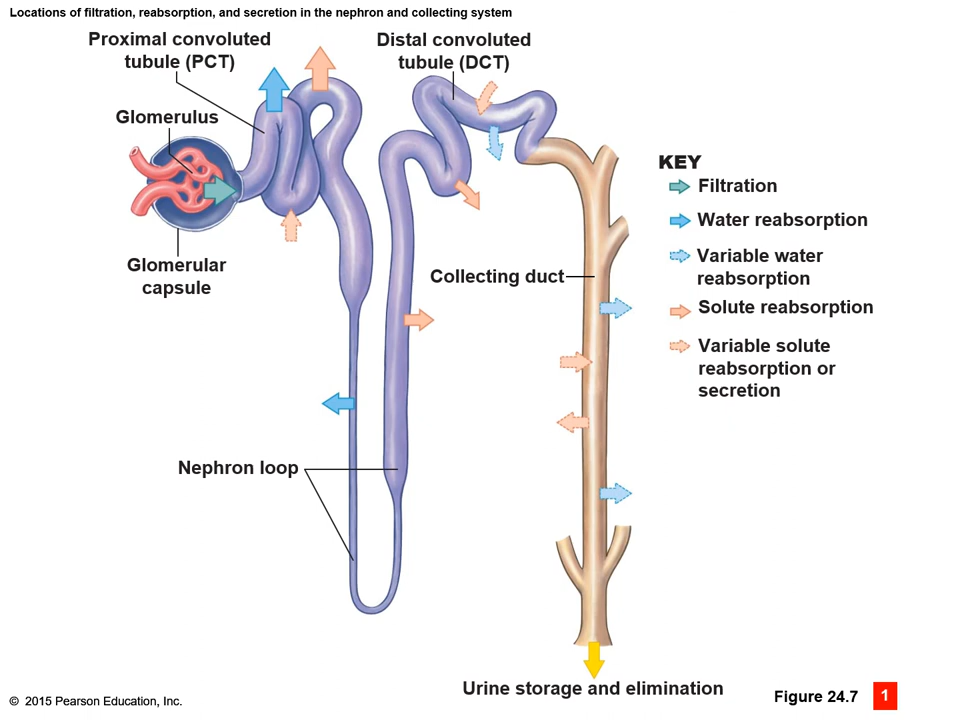 Locations of filtration, reabsorption, and secretion in the nephron and collecting system
Proximal convoluted
tubule (PCT)
Distal convoluted
tubule (DCT)
Glomerulus
Glomerular
capsule
Collecting duct
Nephron loop
KEY
Filtration
Water reabsorption
Variable water
reabsorption
Solute reabsorption
Variable solute
reabsorption or
secretion
Urine storage and elimination
© 2015 Pearson Education, Inc.
Figure 24.7
1